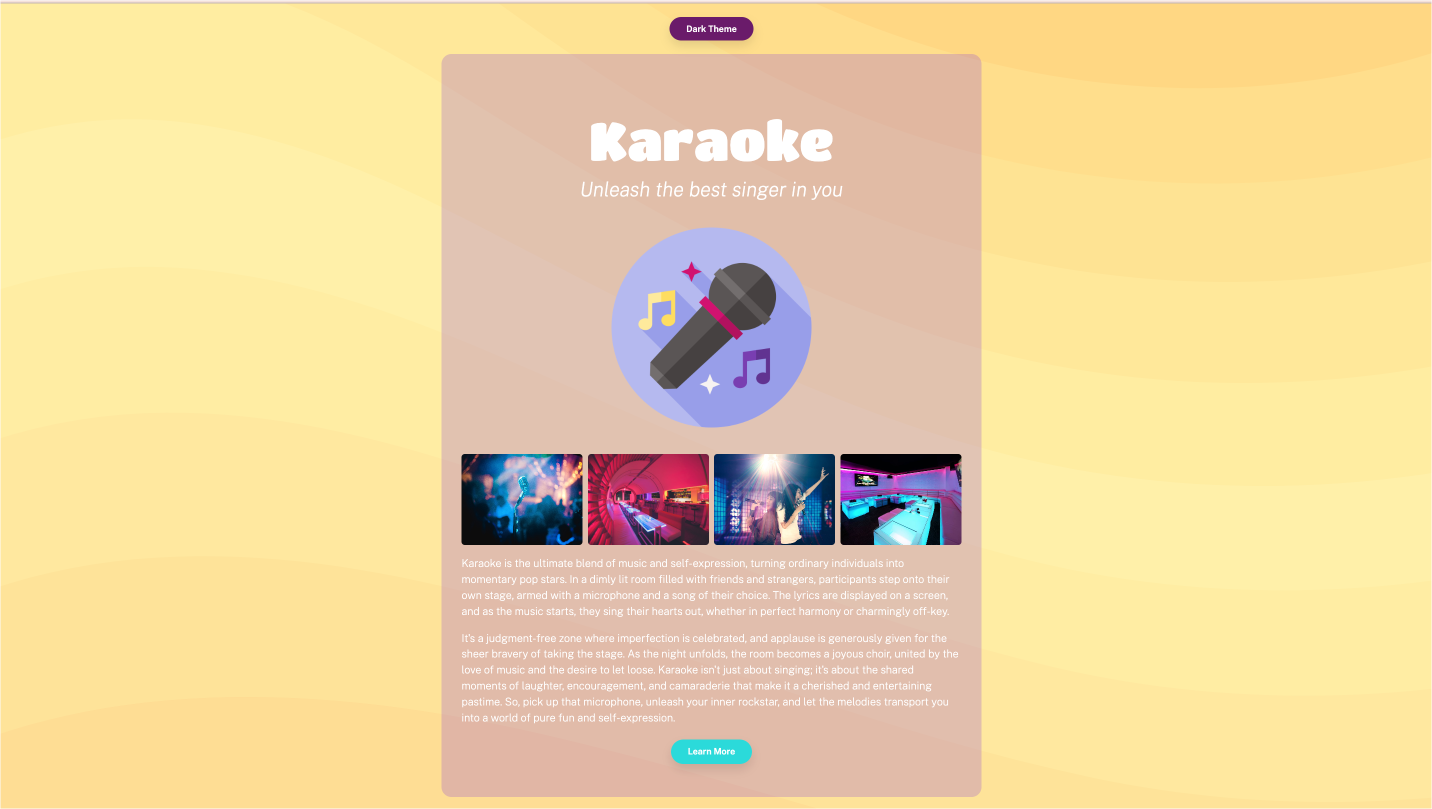 Dark Theme
Karaoke
Unleash the best singer in you
Karaoke is the ultimate blend of music and self-expression, turning ordinary individuals into
momentary pop stars. In a dimly lit room filled with friends and strangers, participants step onto their
own stage, armed with a microphone and a song of their choice. The lyrics are displayed on a screen,
and as the music starts, they sing their hearts out, whether in perfect harmony or charmingly off-key.
It's a judgment-free zone where imperfection is celebrated, and applause is generously given for the
sheer bravery of taking the stage. As the night unfolds, the room becomes a joyous choir, united by the
love of music and the desire to let loose. Karaoke isn't just about singing; it's about the shared
moments of laughter, encouragement, and camaraderie that make it a cherished and entertaining
pastime. So, pick up that microphone, unleash your inner rockstar, and let the melodies transport you
into a world of pure fun and self-expression.
Learn More